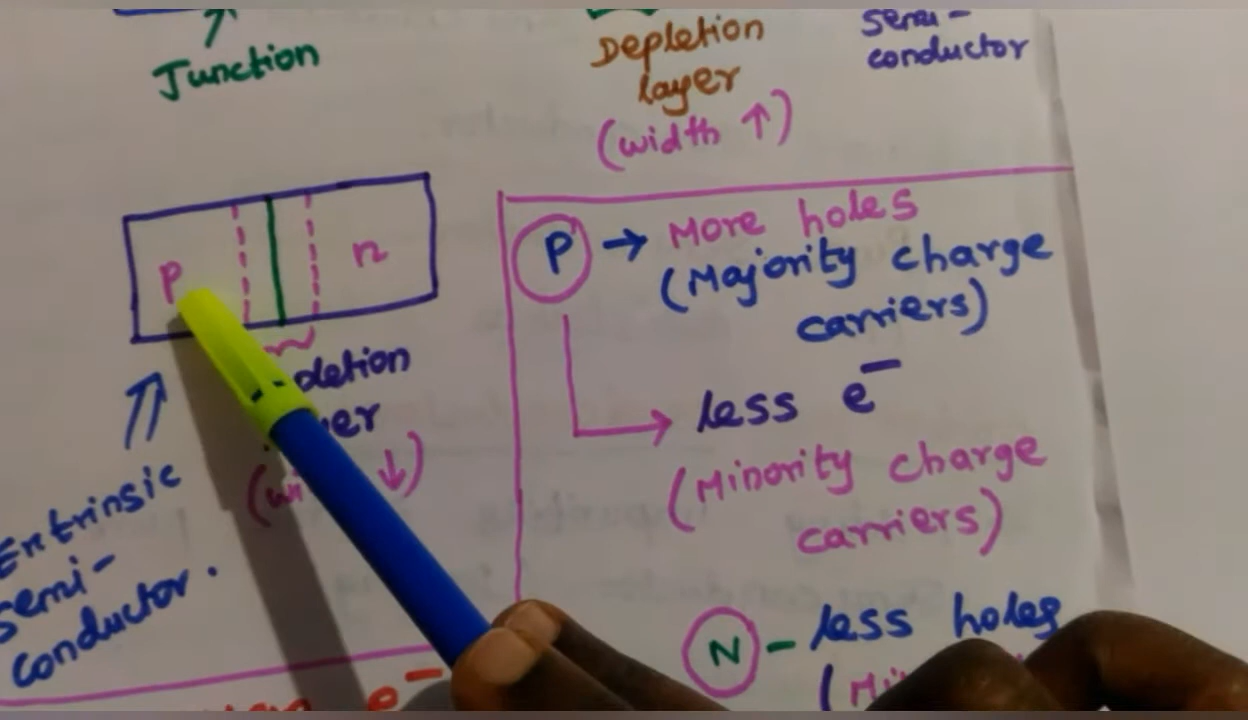 Junction
Depletion
layer
(width ↑)
semi-
conductor
P
n
(
↓)
Extrinsic
semi-
conductor.
P → More holes
(Majority charge
carriers)
less e⁻
(Minority charge
carriers)
N - less holes
e⁻